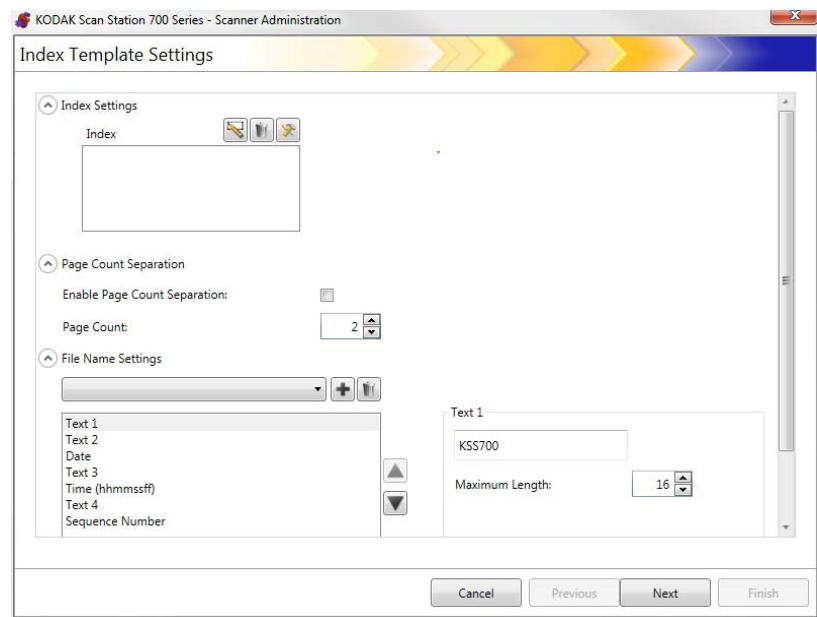 KODAK Scan Station 700 Series - Scanner Administration
Index Template Settings
Index Settings
Index
Page Count Separation
Enable Page Count Separation:
Page Count: 2
File Name Settings
Text 1
Text 2
Date
Text 3
Time (hhmmssff)
Text 4
Sequence Number
Text 1
KSS700
Maximum Length: 16
Cancel Previous Next Finish